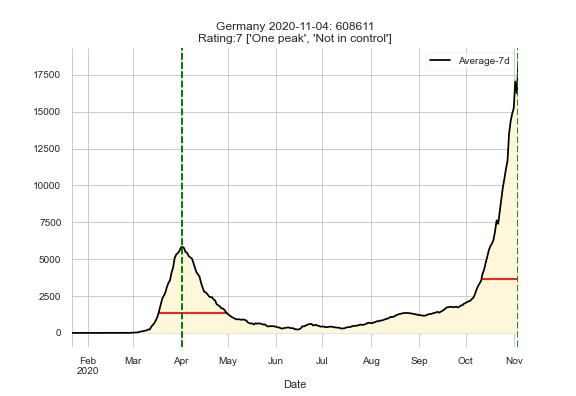 Germany 2020-11-04: 608611
Rating:7 ['One peak', 'Not in control']
Average-7d
17500
15000
12500
10000
7500
5000
2500
0
Feb Mar Apr May Jun Jul Aug Sep Oct Nov
2020
Date